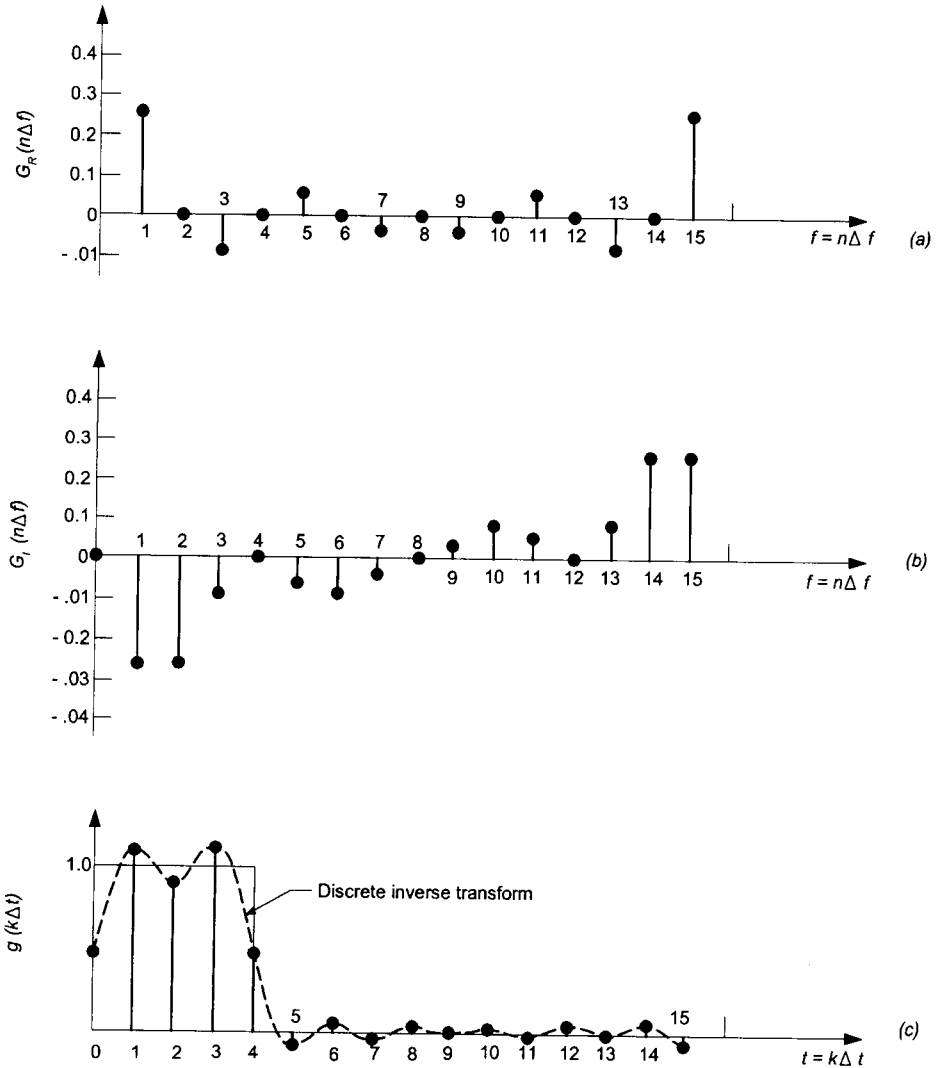 0.4
0.3
0.2
0.1
0
- .01
G_R (nΔf)
3 7 9 13
1 2 4 5 6 8 10 11 12 14 15
f = nΔ f
(a)
0.4
0.3
0.2
0.1
0
- .01
- .02
- .03
- .04
G_I (nΔf)
1 2 3 4 5 6 7 8
9 10 11 12 13 14 15
f = nΔ f
(b)
1.0
g (kΔt)
Discrete inverse transform
5 15
0 1 2 3 4 6 7 8 9 10 11 12 13 14
t = kΔ t
(c)